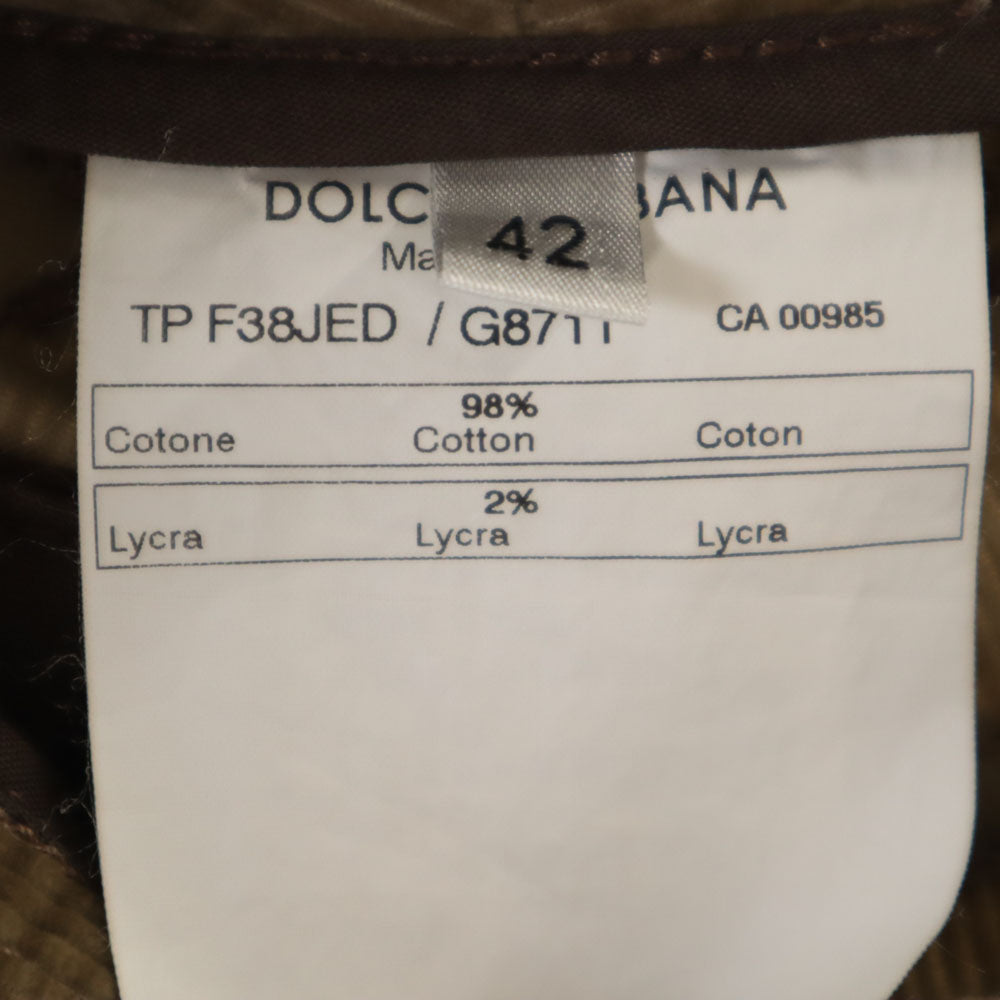 DOLC BANA
42
Ma
TP F38JED / G8711 CA 00985
98%
Cotone Cotton Coton
2%
Lycra Lycra Lycra